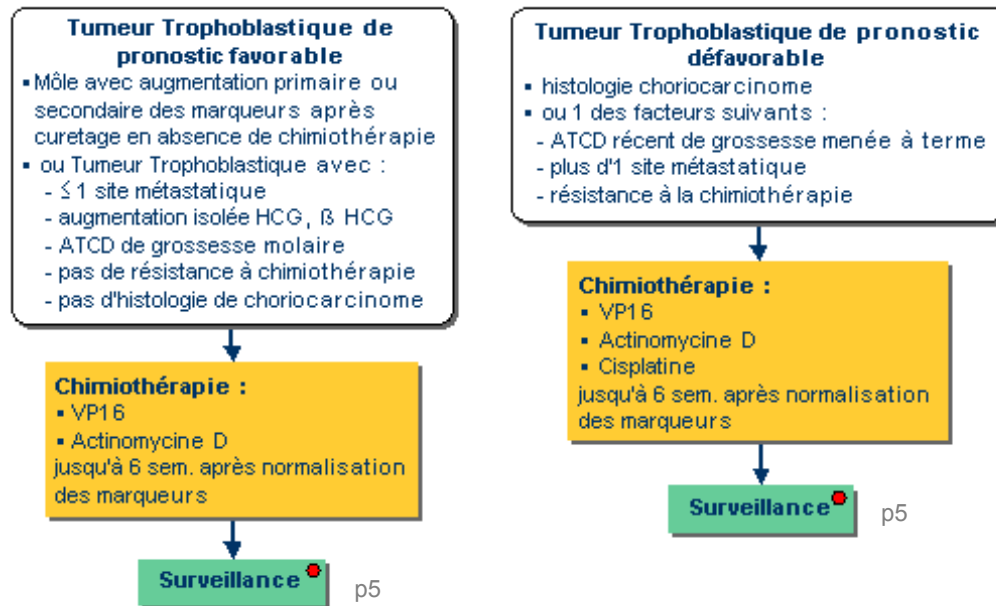 Tumeur Trophoblastique de
pronostic favorable
▪ Môle avec augmentation primaire ou
secondaire des marqueurs après
curetage en absence de chimiothérapie
▪ ou Tumeur Trophoblastique avec :
- ≤ 1 site métastatique
- augmentation isolée HCG, ß HCG
- ATCD de grossesse molaire
- pas de résistance à chimiothérapie
- pas d'histologie de choriocarcinome
Chimiothérapie :
▪ VP16
▪ Actinomycine D
jusqu'à 6 sem. après normalisation
des marqueurs
Surveillance
p5
Tumeur Trophoblastique de pronostic
défavorable
▪ histologie choriocarcinome
▪ ou 1 des facteurs suivants :
- ATCD récent de grossesse menée à terme
- plus d'1 site métastatique
- résistance à la chimiothérapie
Chimiothérapie :
▪ VP16
▪ Actinomycine D
▪ Cisplatine
jusqu'à 6 sem. après normalisation
des marqueurs
Surveillance
p5